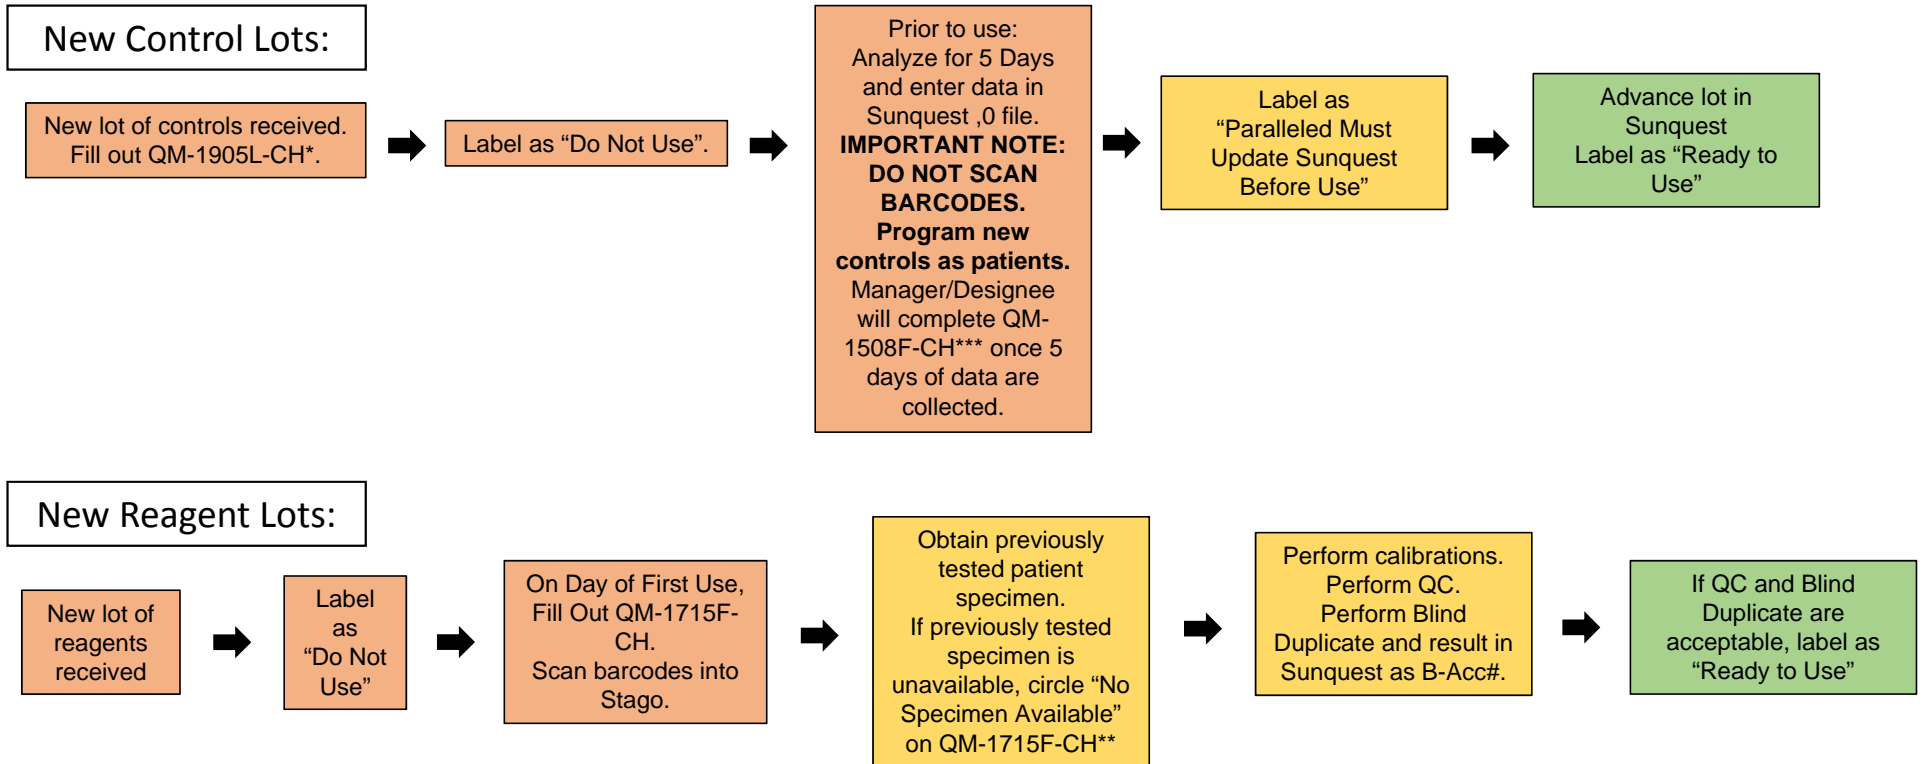 New Control Lots:
New lot of controls received.
Fill out QM-1905L-CH*.
Label as “Do Not Use”.
Prior to use:
Analyze for 5 Days
and enter data in
Sunquest ,0 file.
IMPORTANT NOTE:
DO NOT SCAN
BARCODES.
Program new
controls as patients.
Manager/Designee
will complete QM-
1508F-CH*** once 5
days of data are
collected.
Label as
“Paralleled Must
Update Sunquest
Before Use”
Advance lot in
Sunquest
Label as “Ready to
Use”
New Reagent Lots:
New lot of
reagents
received
Label
as
“Do Not
Use”
On Day of First Use,
Fill Out QM-1715F-
CH.
Scan barcodes into
Stago.
Obtain previously
tested patient
specimen.
If previously tested
specimen is
unavailable, circle “No
Specimen Available”
on QM-1715F-CH**
Perform calibrations.
Perform QC.
Perform Blind
Duplicate and result in
Sunquest as B-Acc#.
If QC and Blind
Duplicate are
acceptable, label as
“Ready to Use”